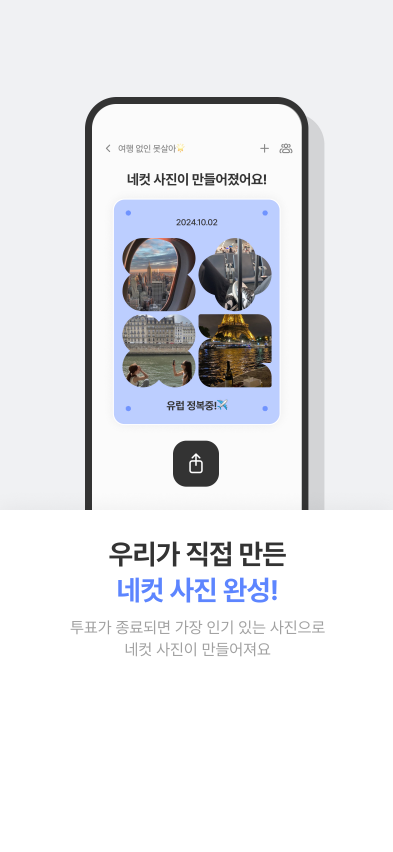 여행 없인 못살아✌️
네컷 사진이 만들어졌어요!
2024.10.02
유럽 정복중!✈️
우리가 직접 만든
네컷 사진 완성!
투표가 종료되면 가장 인기 있는 사진으로
네컷 사진이 만들어져요